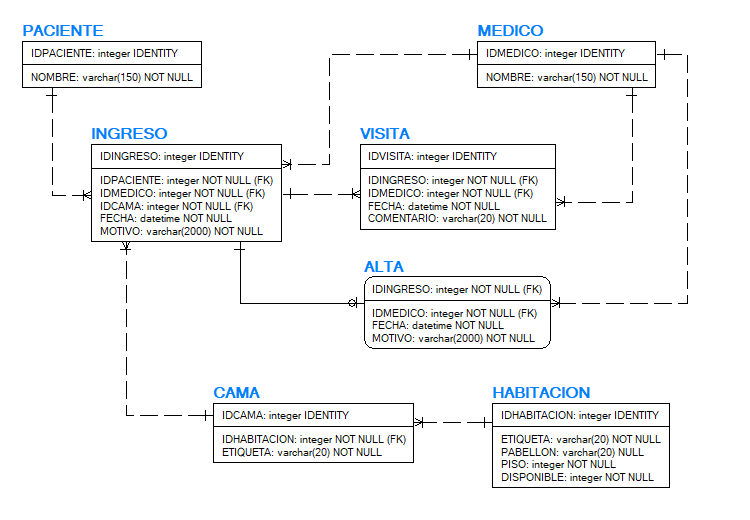 PACIENTE
IDPACIENTE: integer IDENTITY
NOMBRE: varchar(150) NOT NULL
MEDICO
IDMEDICO: integer IDENTITY
NOMBRE: varchar(150) NOT NULL
INGRESO
IDINGRESO: integer IDENTITY
IDPACIENTE: integer NOT NULL (FK)
IDMEDICO: integer NOT NULL (FK)
IDCAMA: integer NOT NULL (FK)
FECHA: datetime NOT NULL
MOTIVO: varchar(2000) NOT NULL
VISITA
IDVISITA: integer IDENTITY
IDINGRESO: integer NOT NULL (FK)
IDMEDICO: integer NOT NULL (FK)
FECHA: datetime NOT NULL
COMENTARIO: varchar(20) NOT NULL
ALTA
IDINGRESO: integer NOT NULL (FK)
IDMEDICO: integer NOT NULL (FK)
FECHA: datetime NOT NULL
MOTIVO: varchar(2000) NOT NULL
CAMA
IDCAMA: integer IDENTITY
IDHABITACION: integer NOT NULL (FK)
ETIQUETA: varchar(20) NOT NULL
HABITACION
IDHABITACION: integer IDENTITY
ETIQUETA: varchar(20) NOT NULL
PABELLON: varchar(20) NULL
PISO: integer NOT NULL
DISPONIBLE: integer NOT NULL